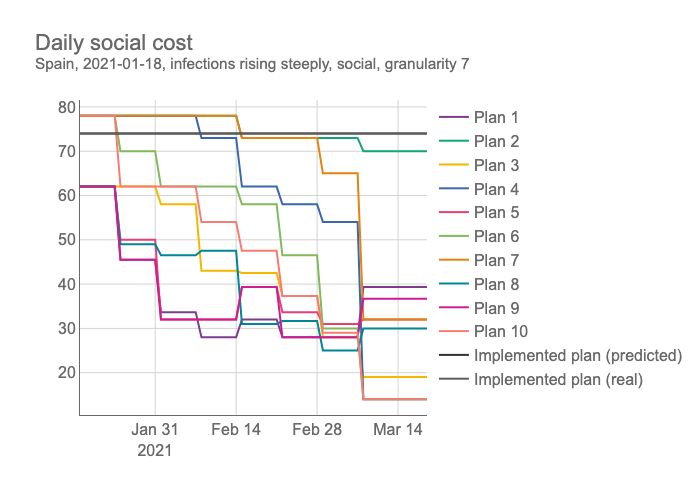 Daily social cost
Spain, 2021-01-18, infections rising steeply, social, granularity 7
80
70
60
50
40
30
20
Jan 31
2021
Feb 14
Feb 28
Mar 14
Plan 1
Plan 2
Plan 3
Plan 4
Plan 5
Plan 6
Plan 7
Plan 8
Plan 9
Plan 10
Implemented plan (predicted)
Implemented plan (real)